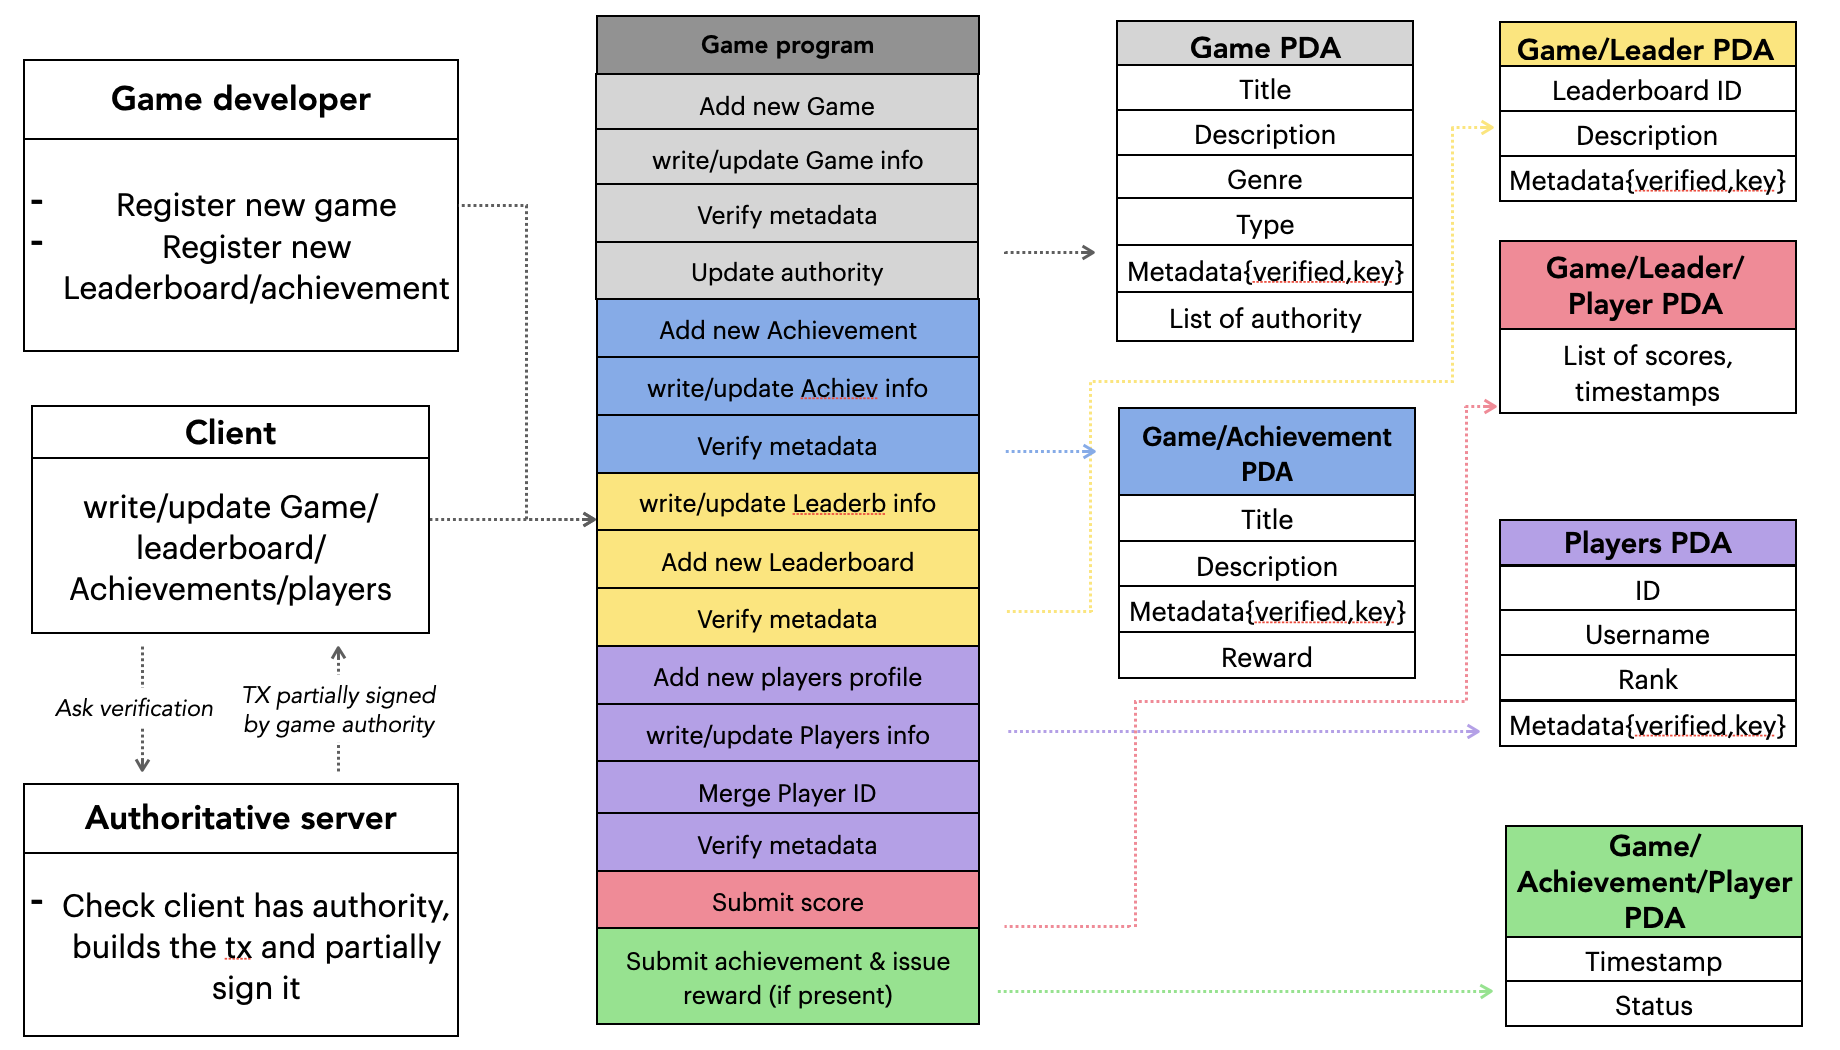 Game developer
- Register new game
- Register new
Leaderboard/achievement
Client
write/update Game/
leaderboard/
Achievements/players
Ask verification
TX partially signed
by game authority
Authoritative server
- Check client has authority,
builds the tx and partially
sign it
Game program
Add new Game
write/update Game info
Verify metadata
Update authority
Add new Achievement
write/update Achiev info
Verify metadata
write/update Leaderb info
Add new Leaderboard
Verify metadata
Add new players profile
write/update Players info
Merge Player ID
Verify metadata
Submit score
Submit achievement & issue
reward (if present)
Game PDA
Title
Description
Genre
Type
Metadata{verified,key}
List of authority
Game/Achievement
PDA
Title
Description
Metadata{verified,key}
Reward
Game/Leader PDA
Leaderboard ID
Description
Metadata{verified,key}
Game/Leader/
Player PDA
List of scores,
timestamps
Players PDA
ID
Username
Rank
Metadata{verified,key}
Game/
Achievement/Player
PDA
Timestamp
Status